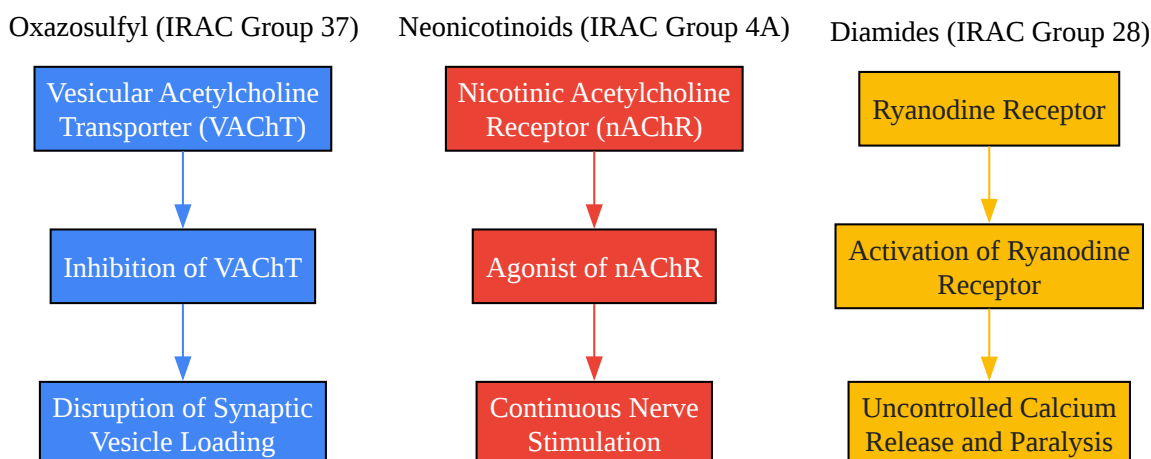 Oxazosulfyl (IRAC Group 37)
Vesicular Acetylcholine
Transporter (VAChT)
Inhibition of VAChT
Disruption of Synaptic
Vesicle Loading
Neonicotinoids (IRAC Group 4A)
Nicotinic Acetylcholine
Receptor (nAChR)
Agonist of nAChR
Continuous Nerve
Stimulation
Diamides (IRAC Group 28)
Ryanodine Receptor
Activation of Ryanodine
Receptor
Uncontrolled Calcium
Release and Paralysis